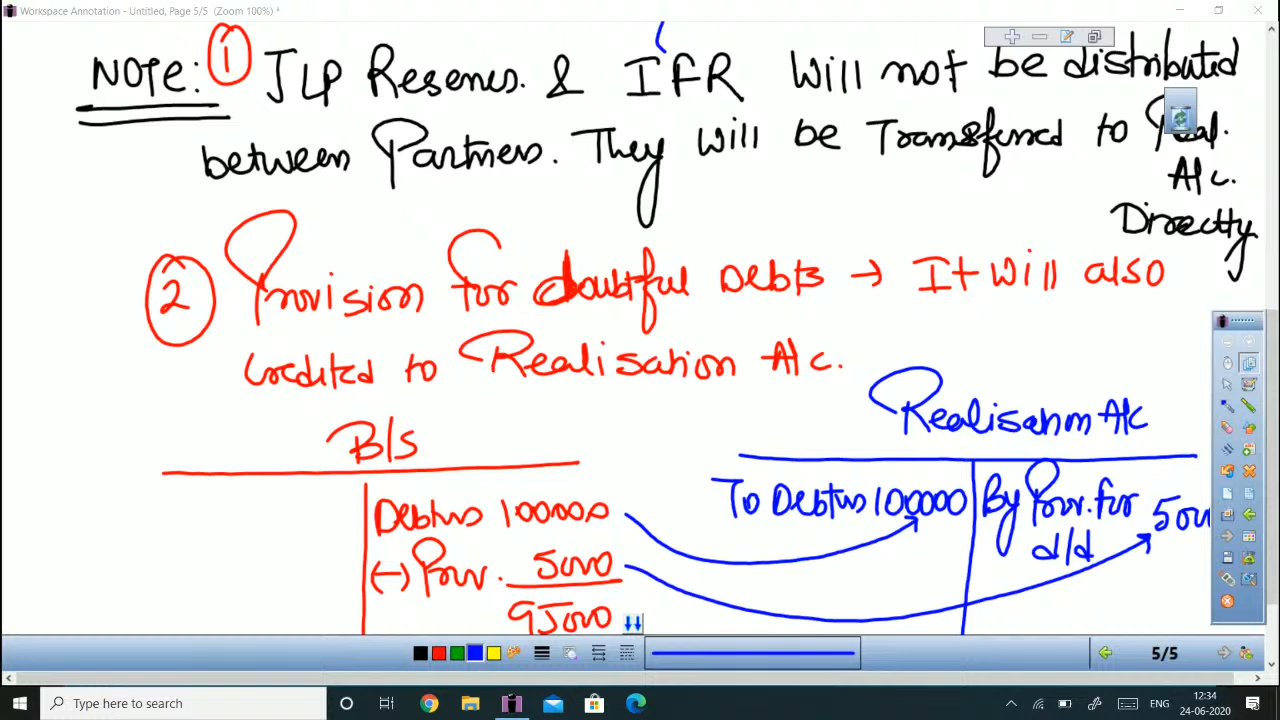 Workspace Annotation - Untitled, Page 5/5 (Zoom 100%) *
NOTE: 1 JLP Reserves. & IFR Will not be distributed
between Partners. They will be Transferred to Real.
A/c.
Directly
2 Provision for doubtful Debts → It will also
credited to Realisation A/c.
B/S
Realisation A/c
Debtors 100000
(-) Prov. 5000
95000
To Debtors 100000
By Prov. for d/d 5000
5/5
Type here to search
ENG
12:34
24-06-2020